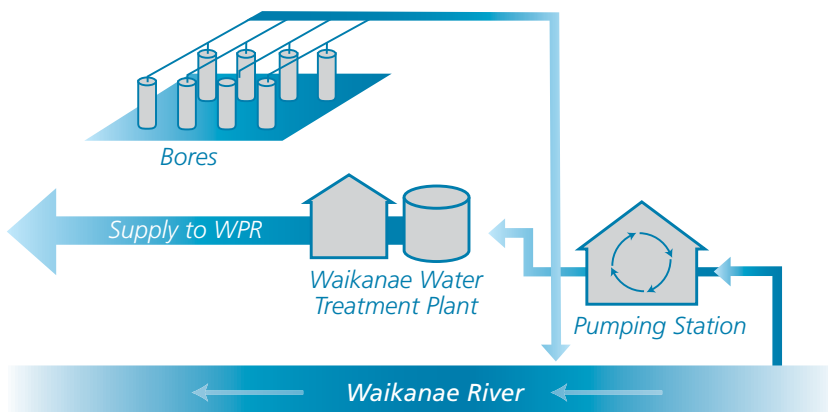 Bores
Supply to WPR
Waikanae Water
Treatment Plant
Pumping Station
Waikanae River